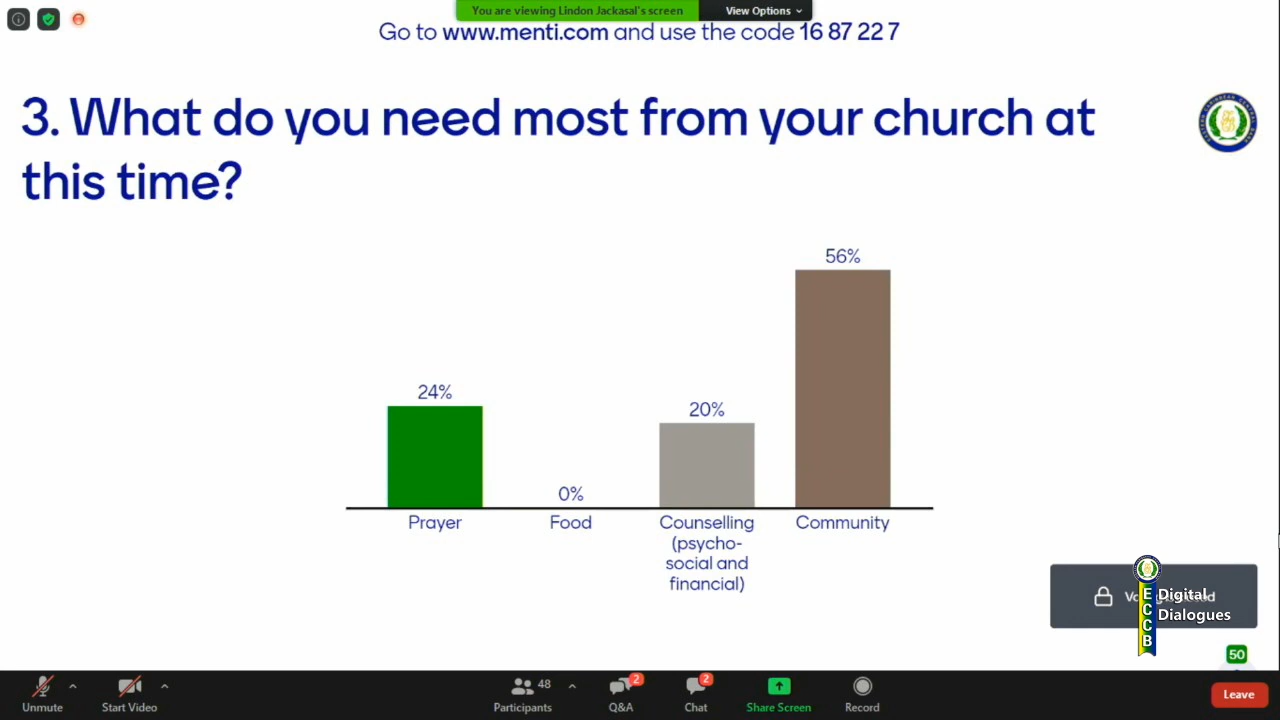 You are viewing Lindon Jackasal's screen
View Options
Go to www.menti.com and use the code 16 87 22 7
3. What do you need most from your church at
this time?
56%
24%
20%
0%
Prayer
Food
Counselling
(psycho-
social and
financial)
Community
E
C
C
B
Digital
Dialogues
50
Unmute
Start Video
48
Participants
2
Q&A
2
Chat
Share Screen
Record
Leave